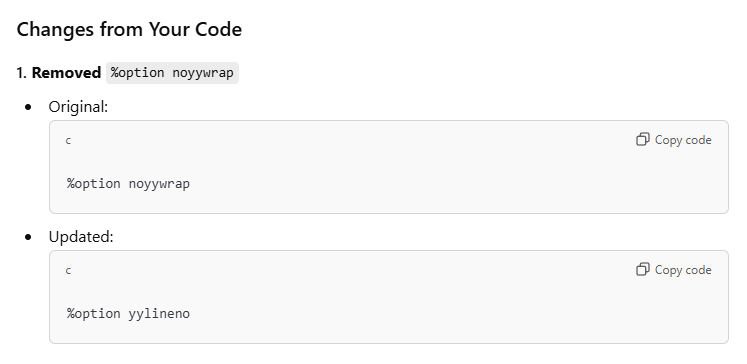 Changes from Your Code
1. Removed %option noyywrap
Original:
c
Copy code
%option noyywrap
Updated:
c
Copy code
%option yylineno